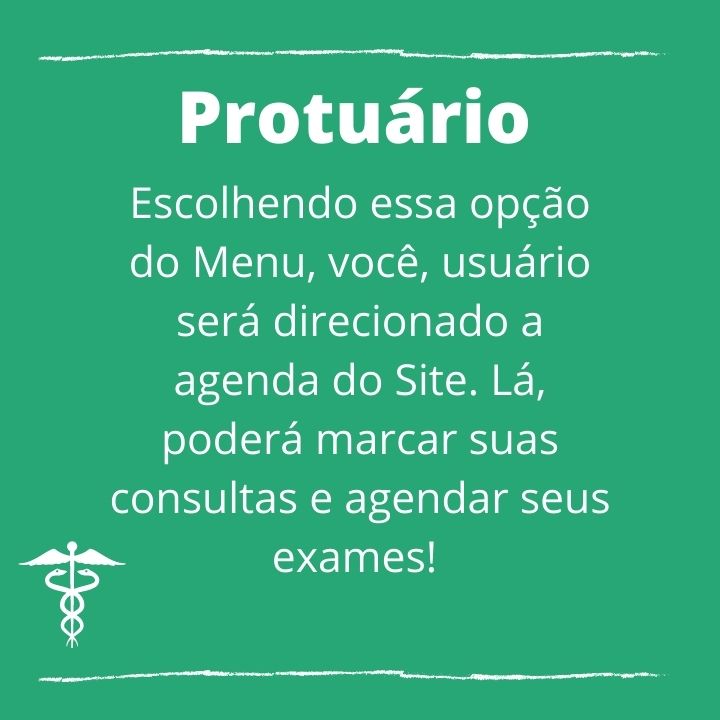 Protuário
Escolhendo essa opção
do Menu, você, usuário
será direcionado a
agenda do Site. Lá,
poderá marcar suas
consultas e agendar seus
exames!